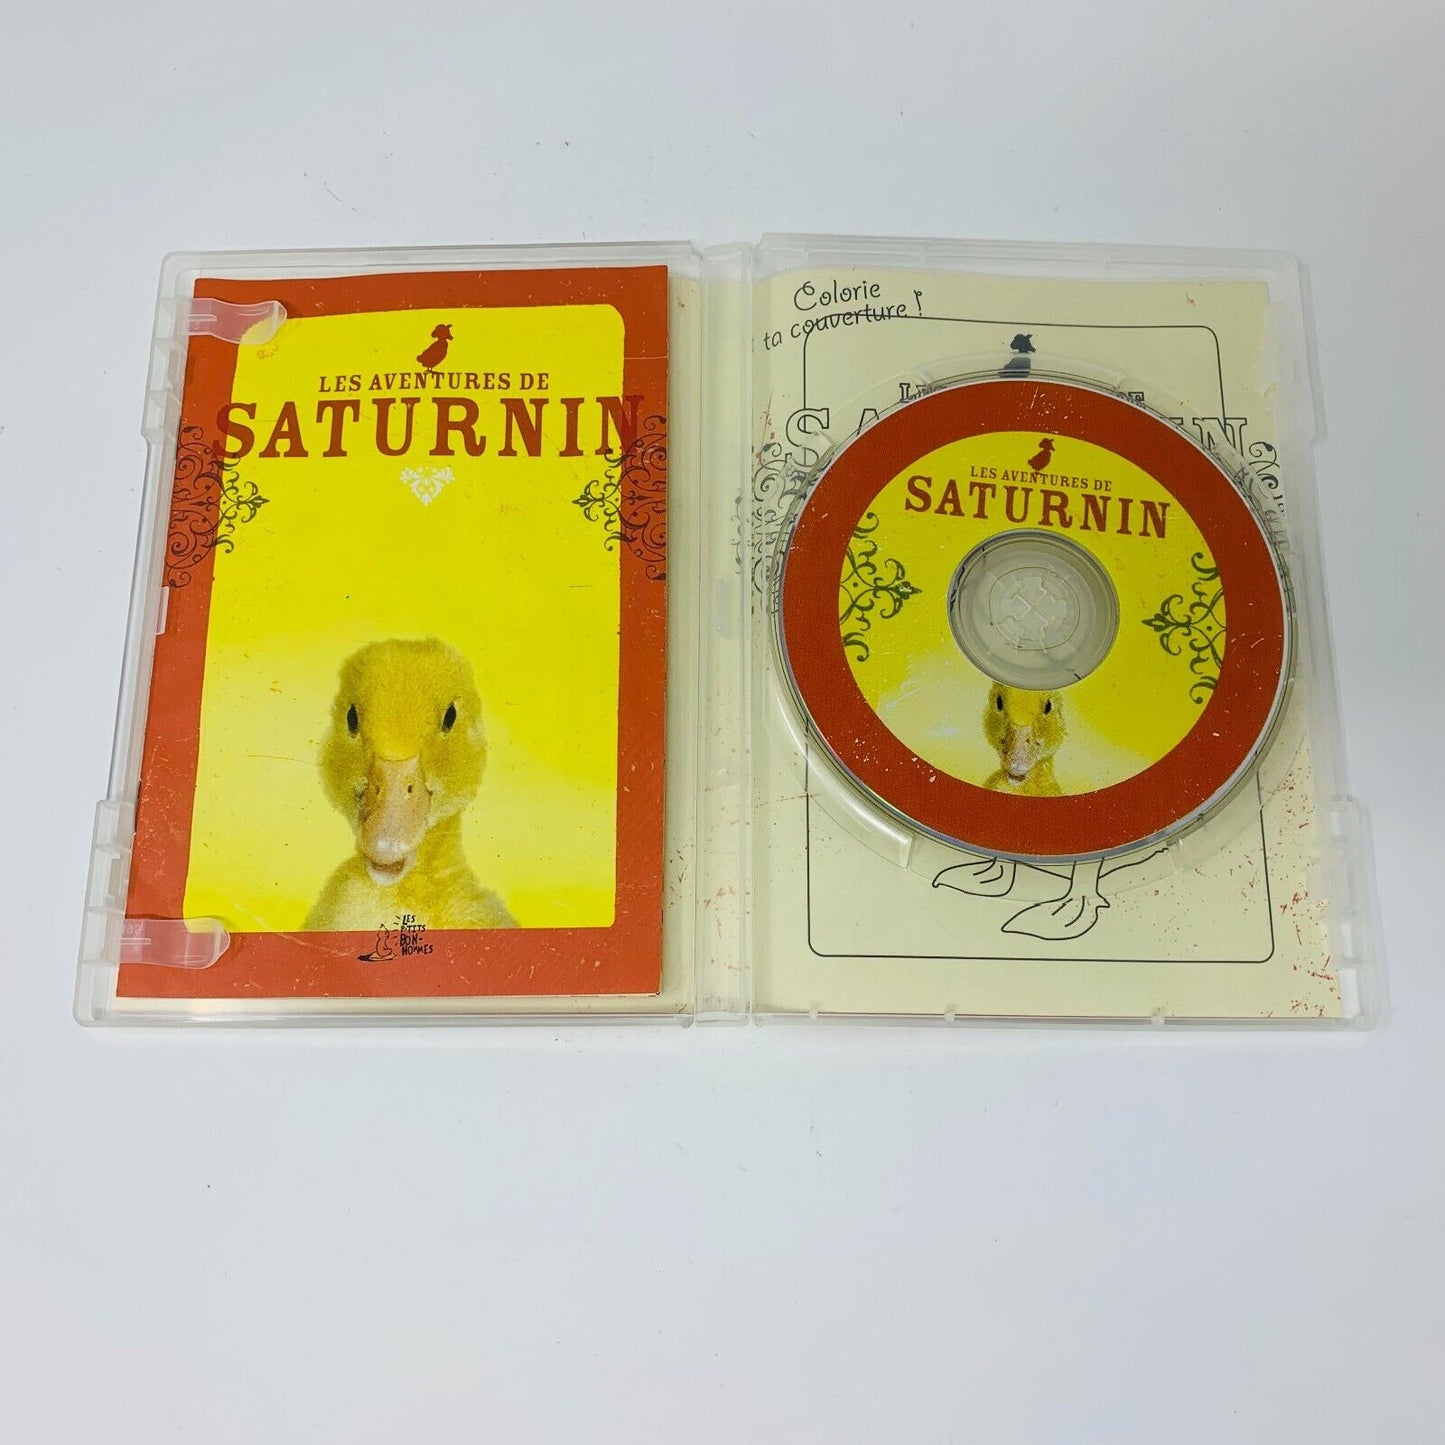 LES AVENTURES DE
SATURNIN
LES
P'TITS
BON-
HOMMES
Colorie
ta couverture !
LES AVENTURES DE
SATURNIN